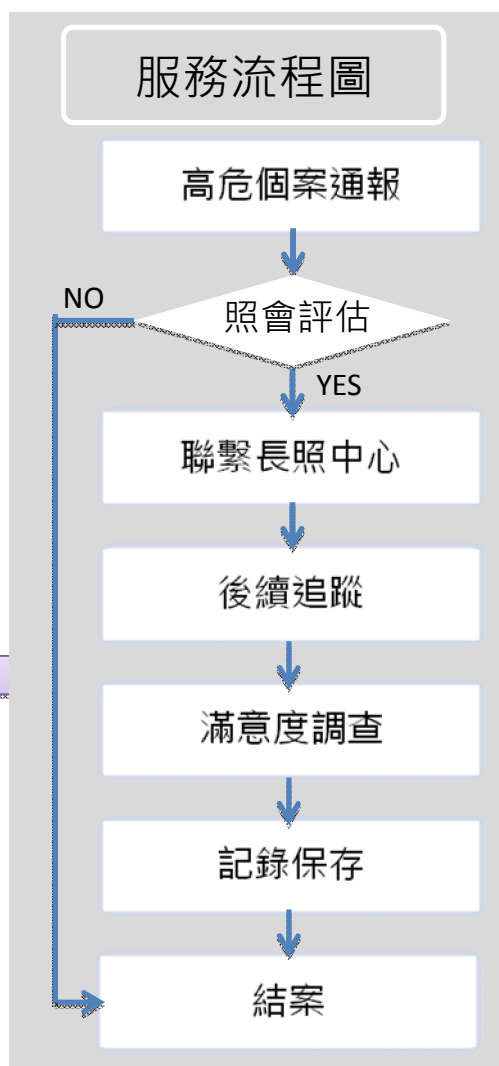 服務流程圖
高危個案通報
NO
照會評估
YES
聯繫長照中心
後續追蹤
滿意度調查
記錄保存
結案